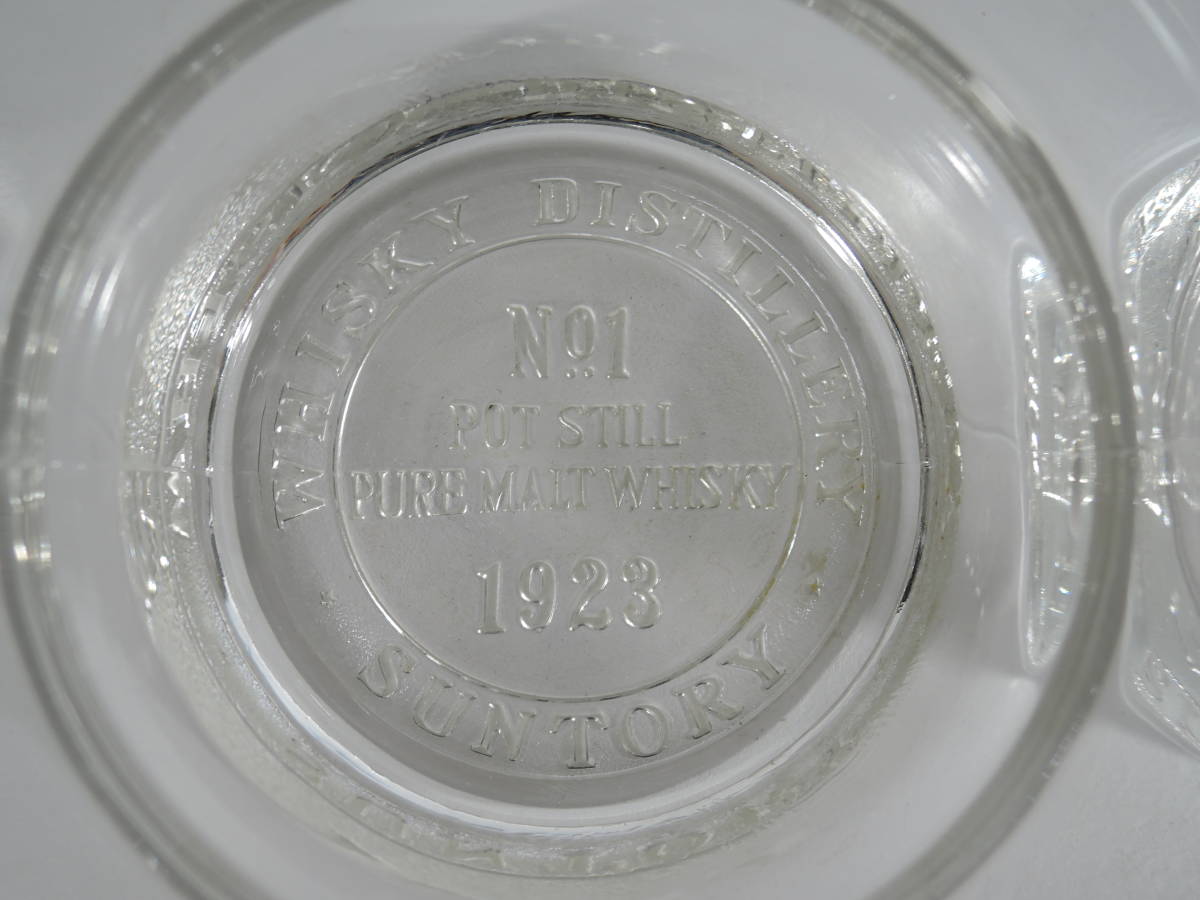 WHISKY DISTILLERY
Nº1
POT STILL
PURE MALT WHISKY
1923
SUNTORY